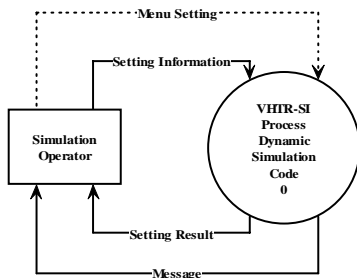 Menu Setting
Setting Information
VHTR-SI
Process
Dynamic
Simulation
Code
0
Simulation
Operator
Setting Result
Message